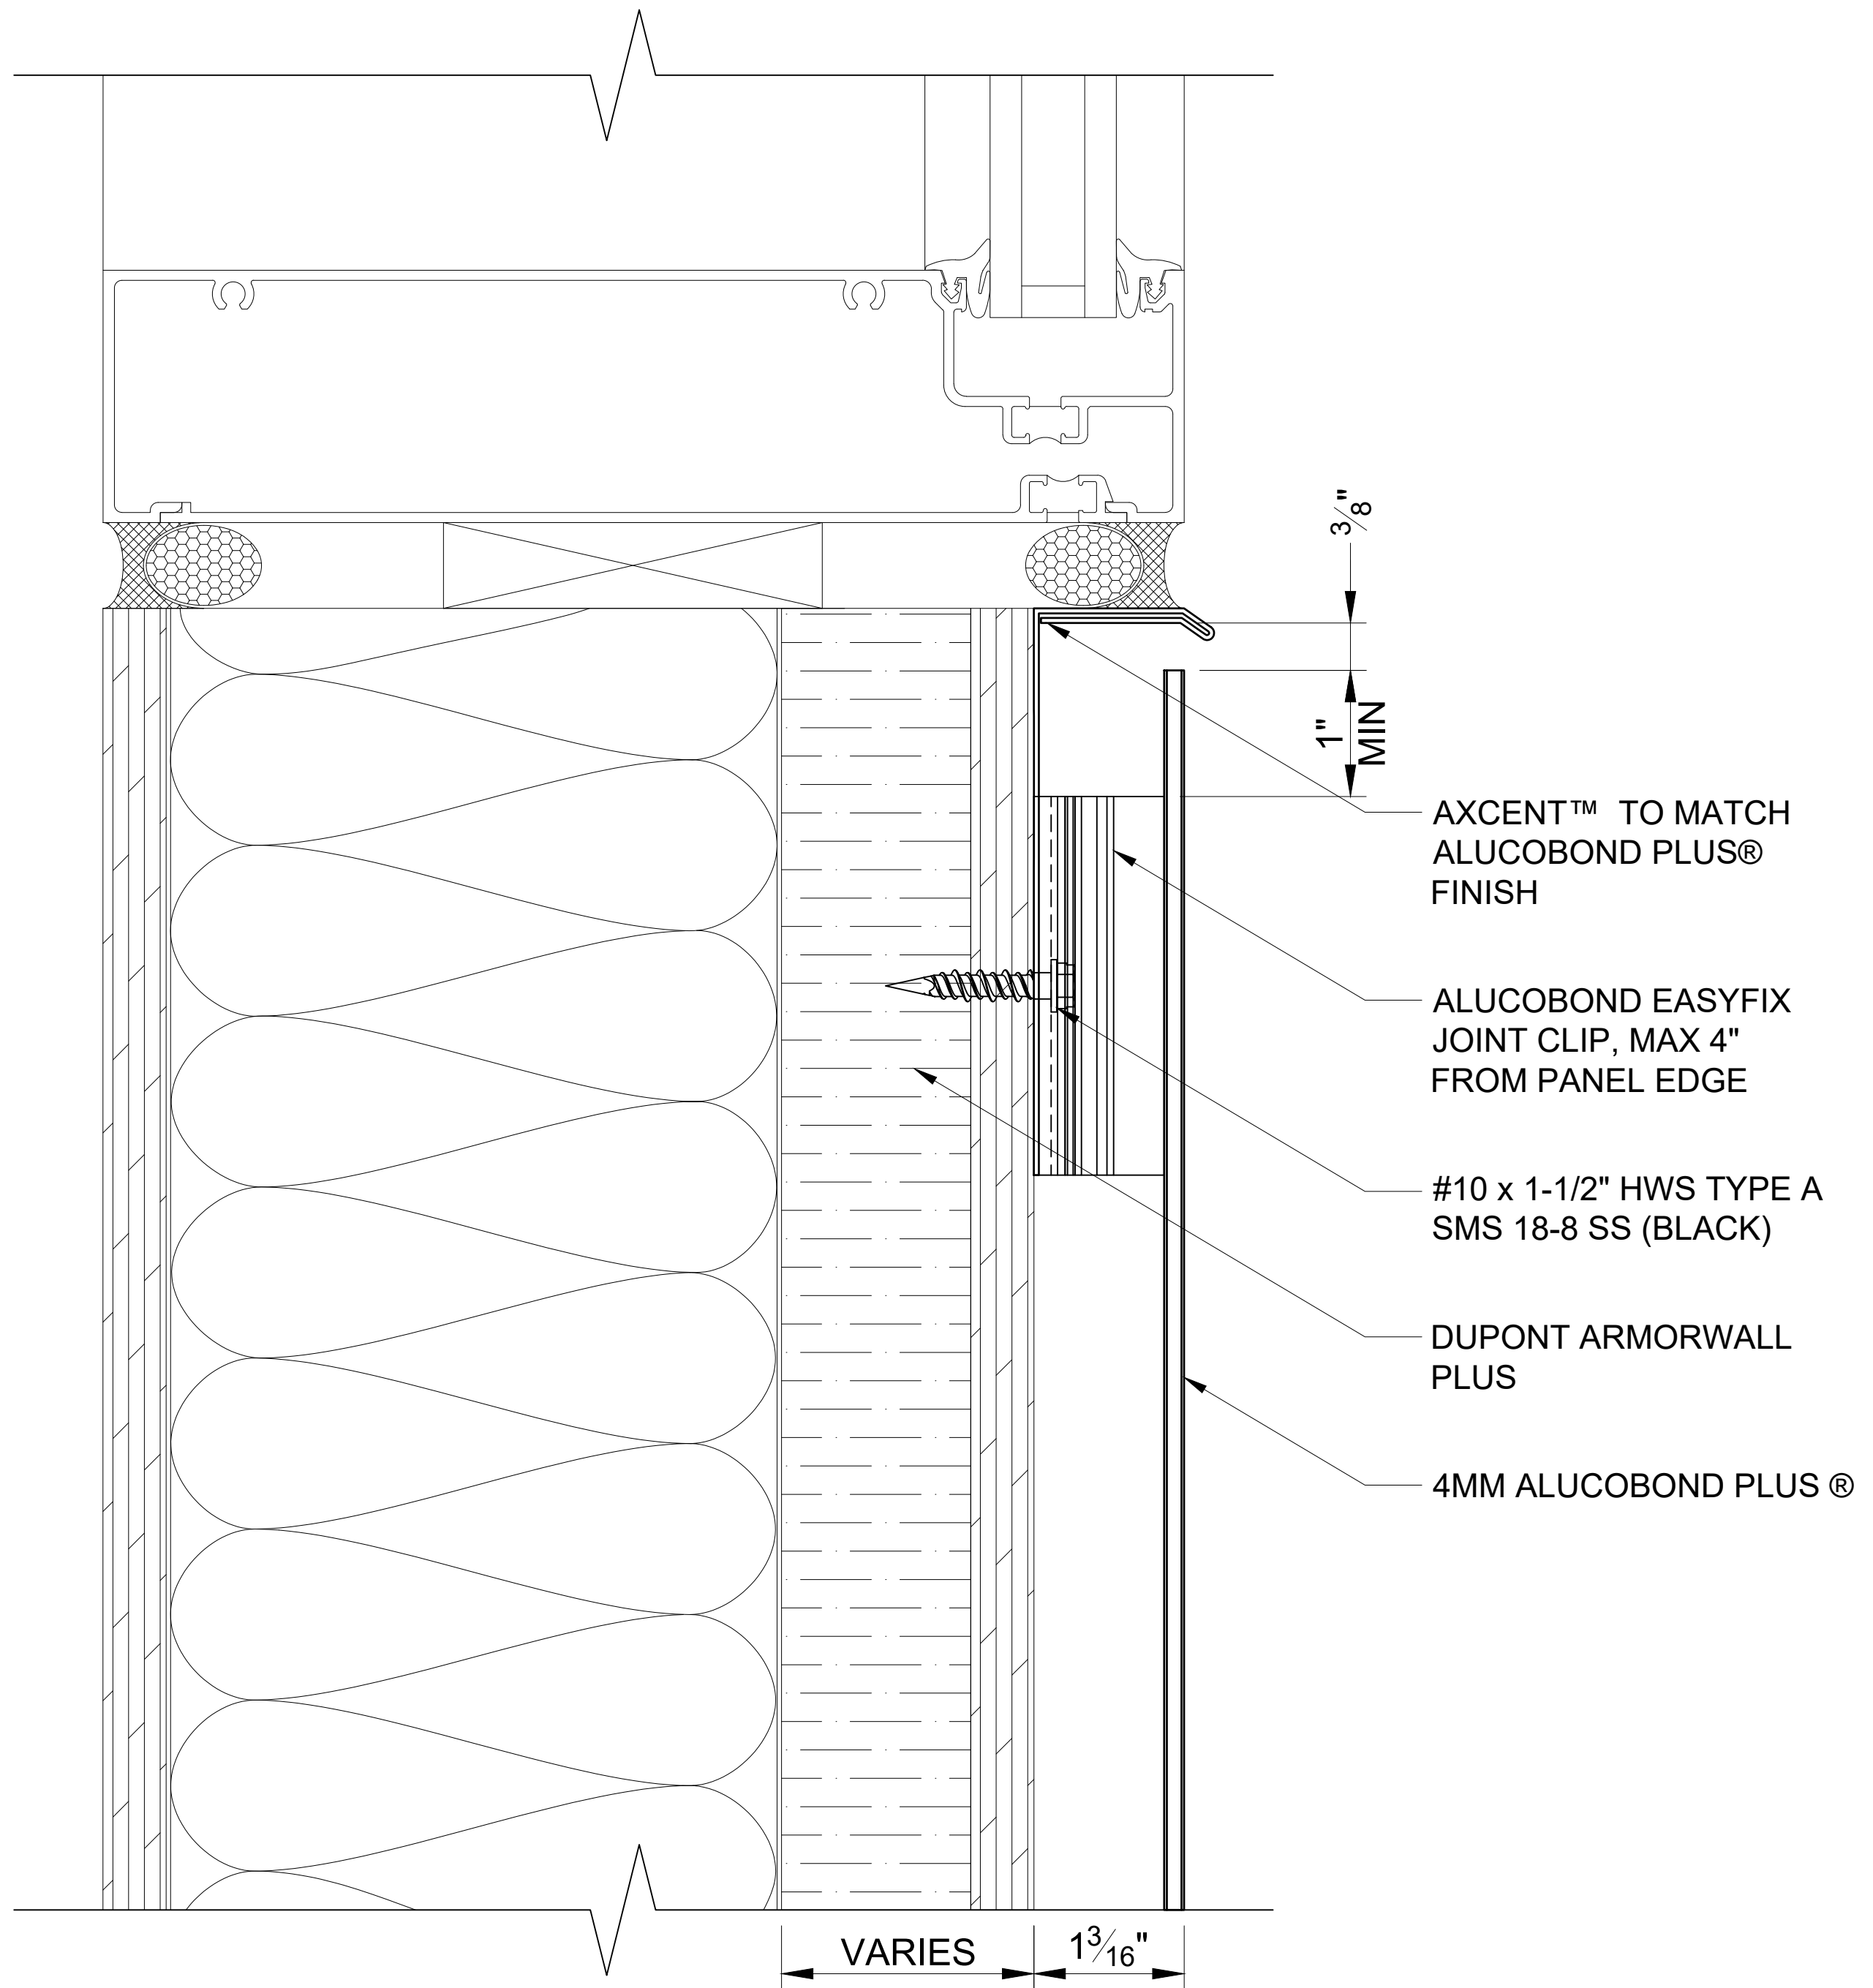 3/8"
1"
MIN
AXCENT™ TO MATCH
ALUCOBOND PLUS®
FINISH
ALUCOBOND EASYFIX
JOINT CLIP, MAX 4"
FROM PANEL EDGE
#10 x 1-1/2" HWS TYPE A
SMS 18-8 SS (BLACK)
DUPONT ARMORWALL
PLUS
4MM ALUCOBOND PLUS ®
VARIES
1 3/16"